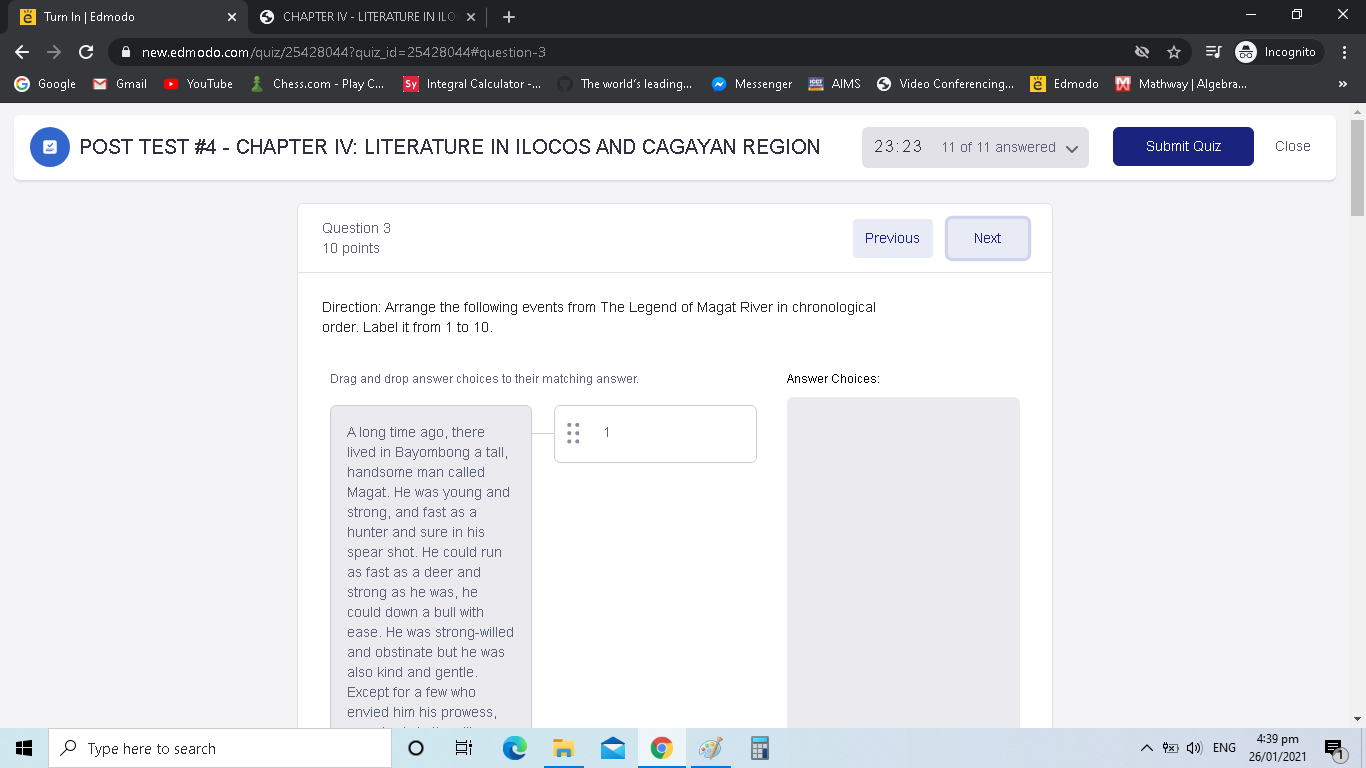 Turn In | Edmodo
CHAPTER IV - LITERATURE IN ILO
new.edmodo.com/quiz/25428044?quiz_id=25428044#question-3
Incognito
Google
Gmail
YouTube
Chess.com - Play C...
Sy
Integral Calculator -...
The world's leading...
Messenger
AIMS
Video Conferencing...
Edmodo
Mathway | Algebra...
POST TEST #4 - CHAPTER IV: LITERATURE IN ILOCOS AND CAGAYAN REGION
23:23
11 of 11 answered
Submit Quiz
Close
Question 3
10 points
Previous
Next
Direction: Arrange the following events from The Legend of Magat River in chronological
order. Label it from 1 to 10.
Drag and drop answer choices to their matching answer.
Answer Choices:
A long time ago, there
lived in Bayombong a tall,
handsome man called
Magat. He was young and
strong, and fast as a
hunter and sure in his
spear shot. He could run
as fast as a deer and
strong as he was, he
could down a bull with
ease. He was strong-willed
and obstinate but he was
also kind and gentle.
Except for a few who
envied him his prowess,
1
Type here to search
ENG
4:39 pm
26/01/2021
1